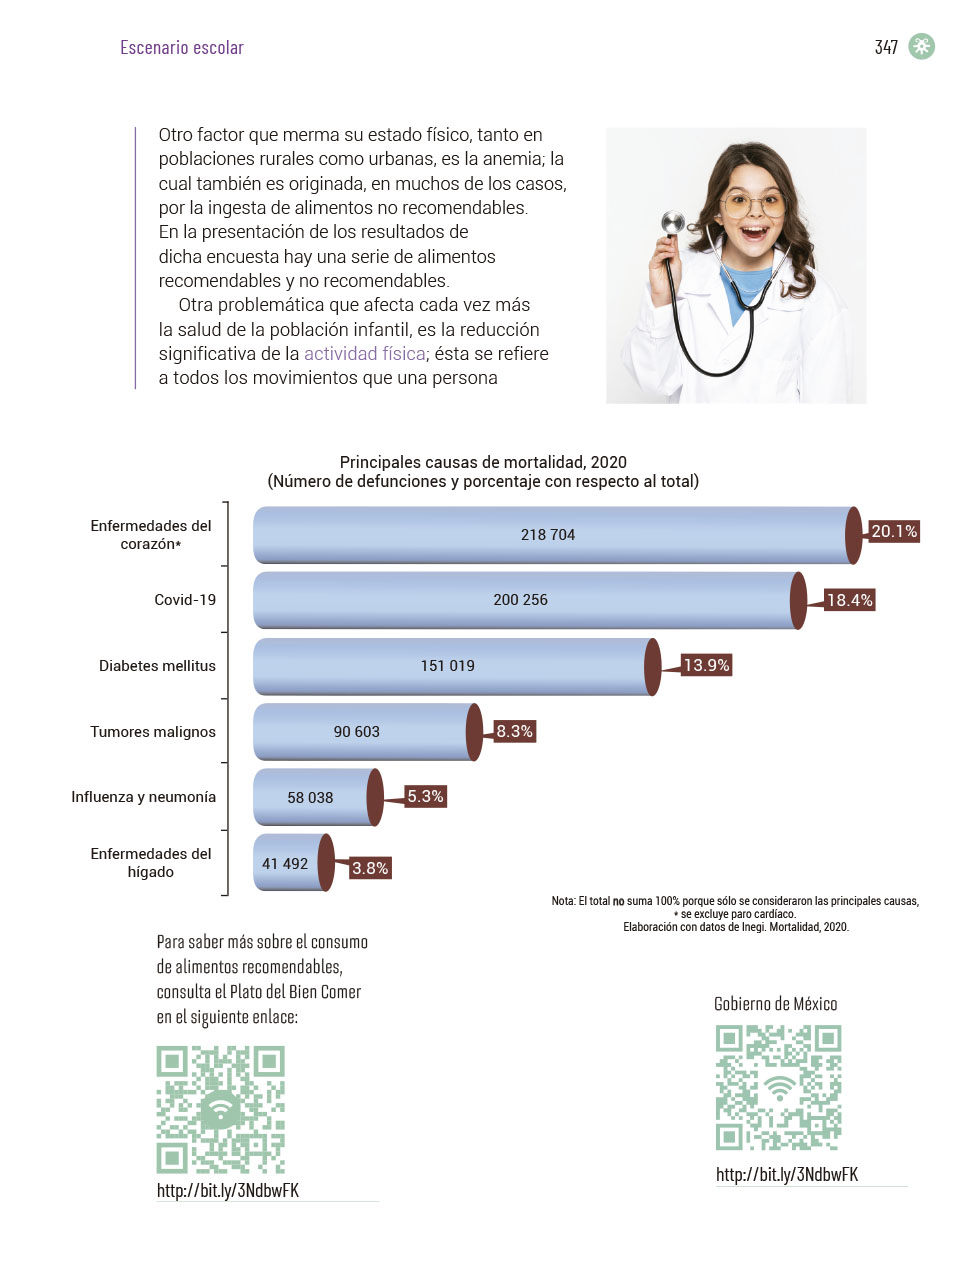 Escenario escolar
347
Otro factor que merma su estado físico, tanto en
poblaciones rurales como urbanas, es la anemia; la
cual también es originada, en muchos de los casos,
por la ingesta de alimentos no recomendables.
En la presentación de los resultados de
dicha encuesta hay una serie de alimentos
recomendables y no recomendables.
Otra problemática que afecta cada vez más
la salud de la población infantil, es la reducción
significativa de la actividad física; ésta se refiere
a todos los movimientos que una persona
Principales causas de mortalidad, 2020
(Número de defunciones y porcentaje con respecto al total)
Enfermedades del
corazón*
218 704
20.1%
Covid-19
200 256
18.4%
Diabetes mellitus
151 019
13.9%
Tumores malignos
90 603
8.3%
Influenza y neumonía
58 038
5.3%
Enfermedades del
hígado
41 492
3.8%
Nota: El total no suma 100% porque sólo se consideraron las principales causas,
* se excluye paro cardíaco.
Elaboración con datos de Inegi. Mortalidad, 2020.
Para saber más sobre el consumo
de alimentos recomendables,
consulta el Plato del Bien Comer
en el siguiente enlace:
http://bit.ly/3NdbwFK
Gobierno de México
http://bit.ly/3NdbwFK